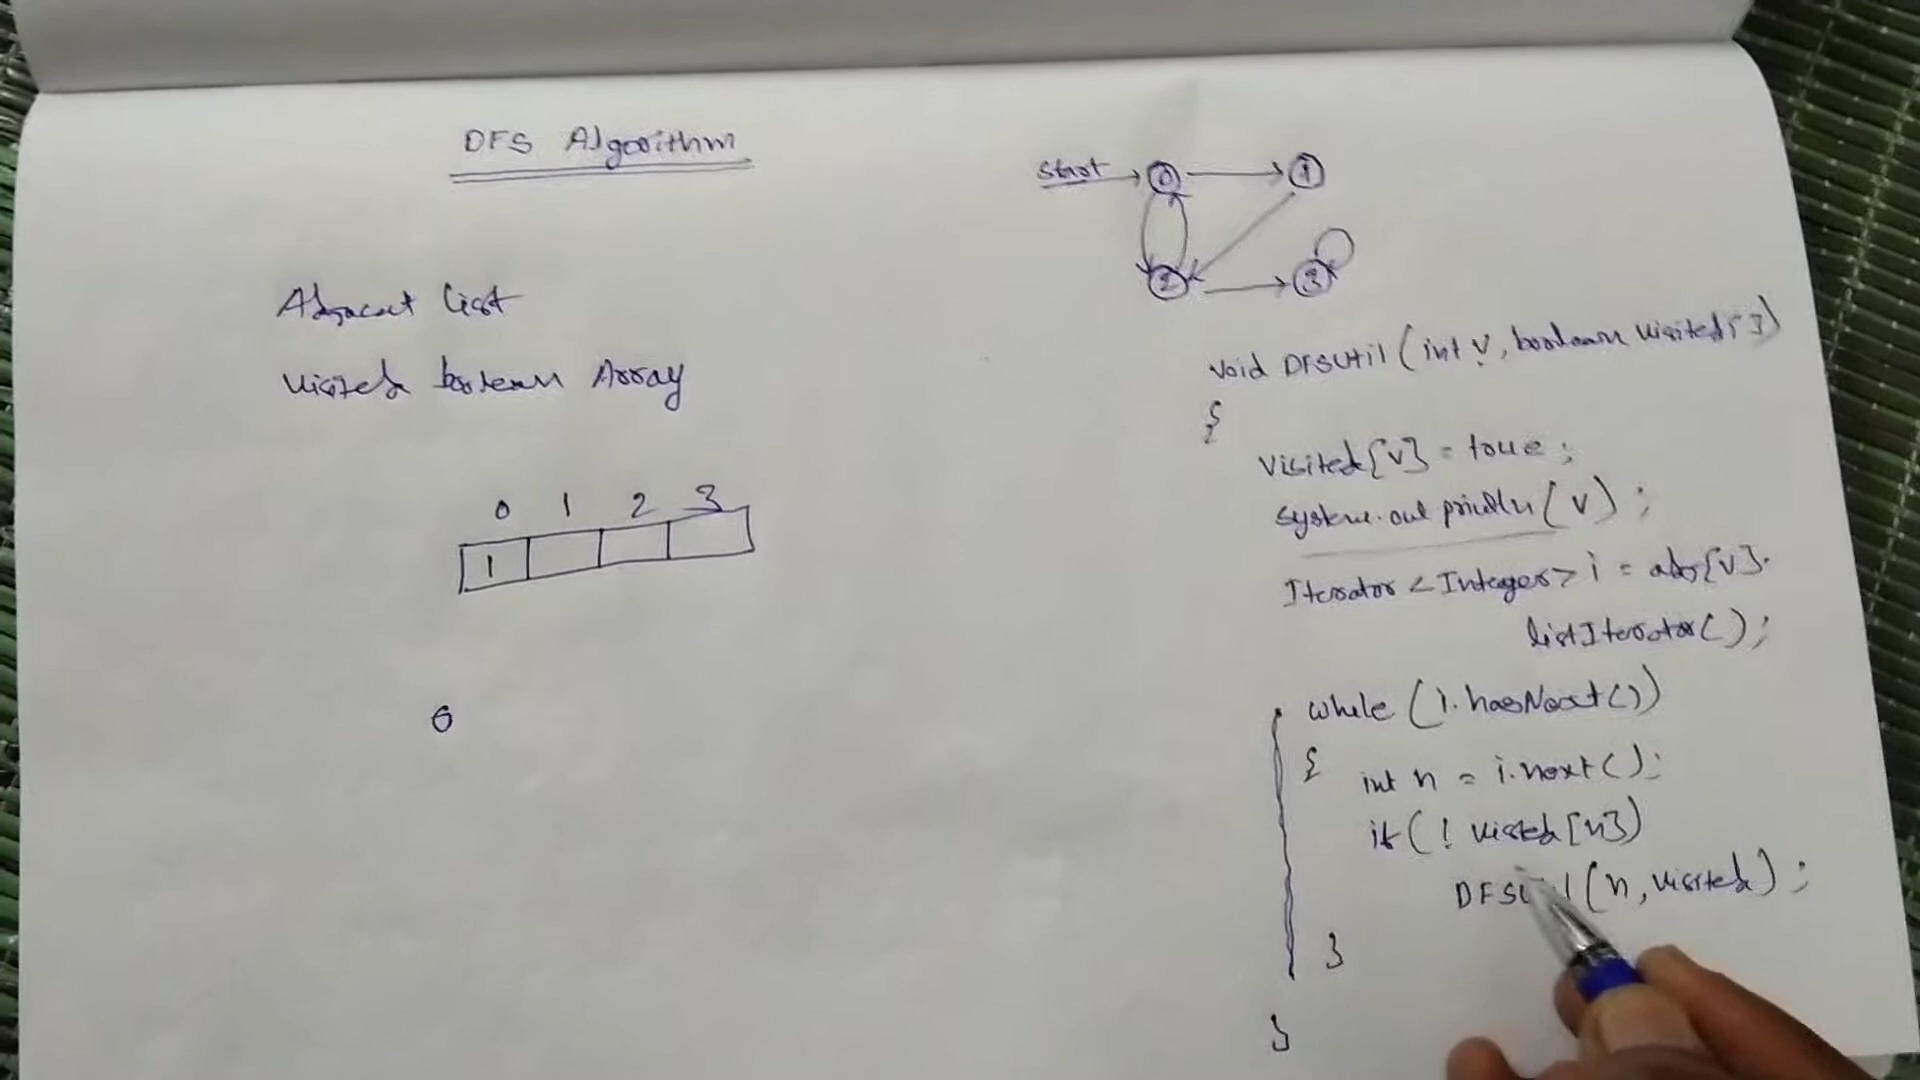 DFS Algorithm
Start
0
1
2
3
Adjacent list
Visited boolean Array
0 1 2 3
1
0
void DFSUtil (int v, boolean visited[])
{
visited[v] = true ;
System.out.println (v) ;
Iterator <Integer> i = adj[v].
listIterator() ;
while (i.hasNext())
{ int n = i.next() ;
if ( ! visited [n])
DFSUtil (n, visited) ;
}
}